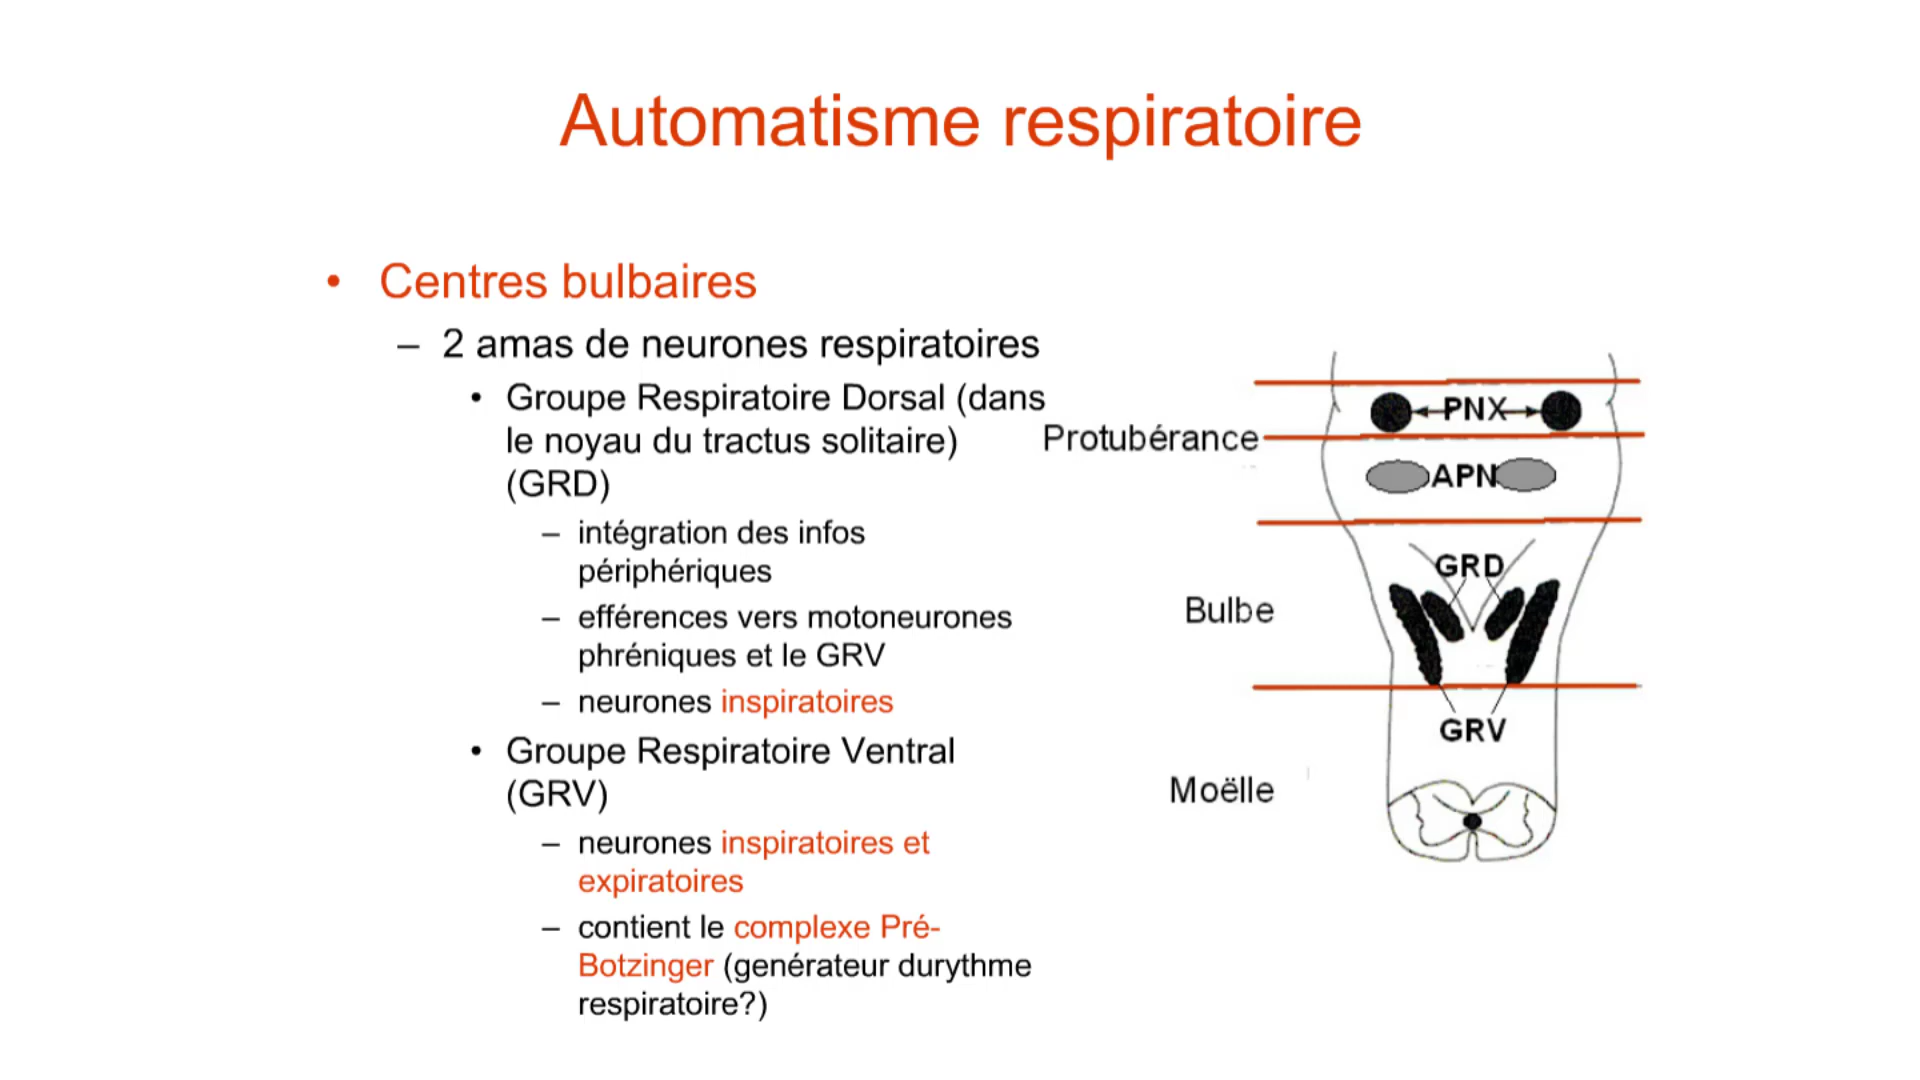 Automatisme respiratoire
• Centres bulbaires
– 2 amas de neurones respiratoires
• Groupe Respiratoire Dorsal (dans
le noyau du tractus solitaire)
(GRD)
– intégration des infos
périphériques
– efférences vers motoneurones
phréniques et le GRV
– neurones inspiratoires
• Groupe Respiratoire Ventral
(GRV)
– neurones inspiratoires et
expiratoires
– contient le complexe Pré-
Botzinger (genérateur durythme
respiratoire?)
PNX
Protubérance
APN
GRD
Bulbe
GRV
Moëlle